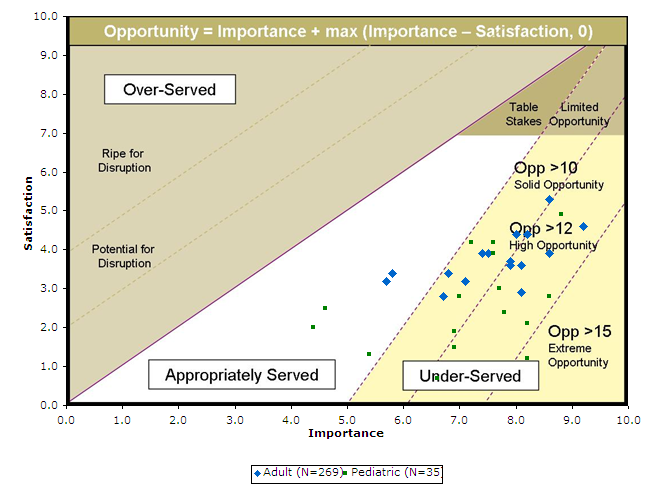 Opportunity = Importance + max (Importance – Satisfaction, 0)
10.0
9.0
8.0
7.0
6.0
5.0
4.0
3.0
2.0
1.0
0.0
Satisfaction
Over-Served
Ripe for
Disruption
Potential for
Disruption
Table
Stakes
Limited
Opportunity
Opp >10
Solid Opportunity
Opp >12
High Opportunity
Opp >15
Extreme
Opportunity
Appropriately Served
Under-Served
0.0 1.0 2.0 3.0 4.0 5.0 6.0 7.0 8.0 9.0 10.0
Importance
Adult (N=269) Pediatric (N=35)